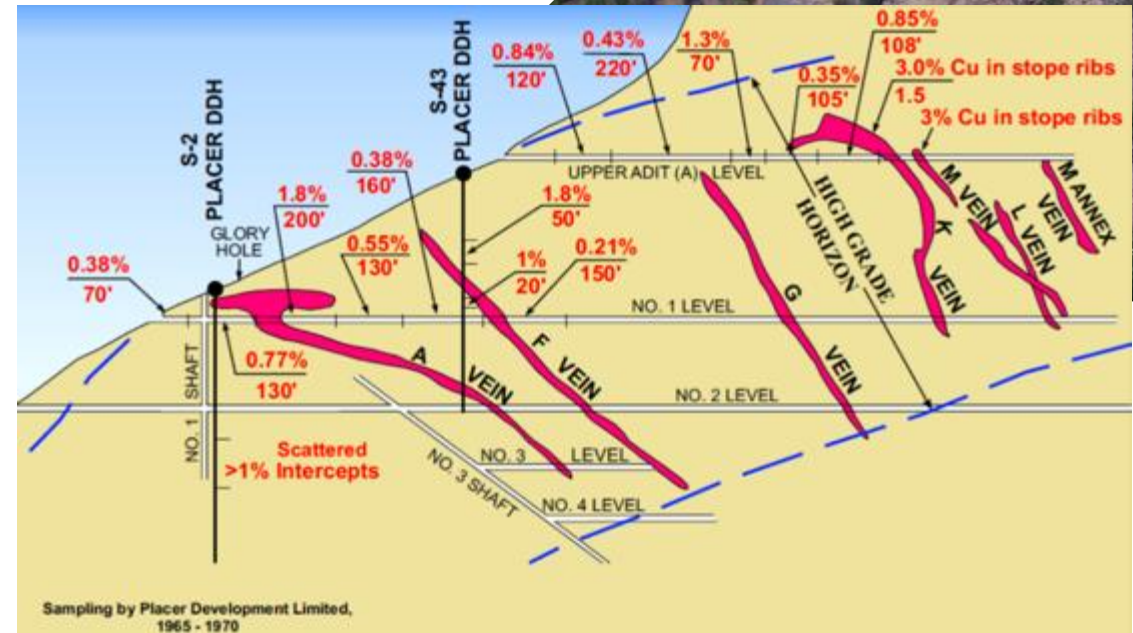 0.85%
108'
0.84%
120'
0.43%
220'
1.3%
70'
0.35%
105'
3.0% Cu in stope ribs
1.5
3% Cu in stope ribs
S-43
PLACER DDH
S-2
PLACER DDH
UPPER ADIT (A) LEVEL
0.38%
160'
1.8%
200'
1.8%
50'
GLORY
HOLE
0.38%
70'
0.55%
130'
1%
20'
0.21%
150'
HIGH GRADE
HORIZON
M VEIN
L VEIN
M ANNEX
VEIN
K
VEIN
G
VEIN
NO. 1 LEVEL
0.77%
130'
A
VEIN
F VEIN
NO. 1 SHAFT
NO. 2 LEVEL
Scattered
>1% Intercepts
NO. 3 LEVEL
NO. 3 SHAFT
NO. 4 LEVEL
Sampling by Placer Development Limited,
1965 - 1970